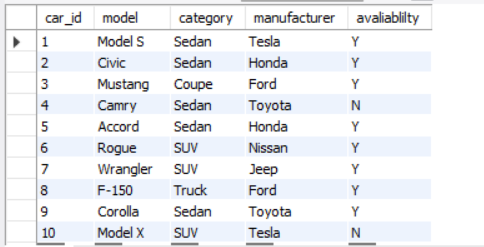 car_id model category manufacturer avaliablilty
1 Model S Sedan Tesla Y
2 Civic Sedan Honda Y
3 Mustang Coupe Ford Y
4 Camry Sedan Toyota N
5 Accord Sedan Honda Y
6 Rogue SUV Nissan Y
7 Wrangler SUV Jeep Y
8 F-150 Truck Ford Y
9 Corolla Sedan Toyota Y
10 Model X SUV Tesla N